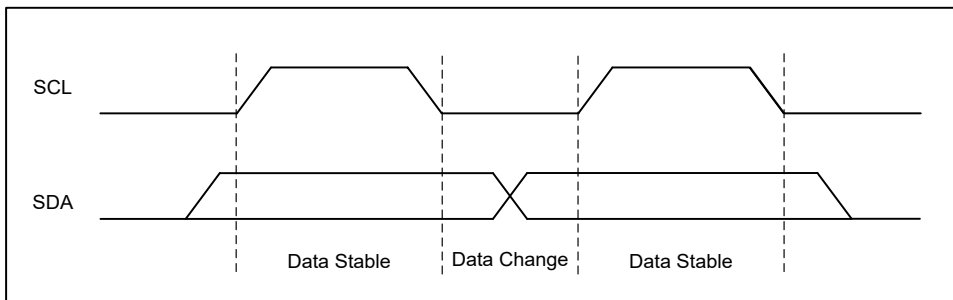 SCL
SDA
Data Stable
Data Change
Data Stable